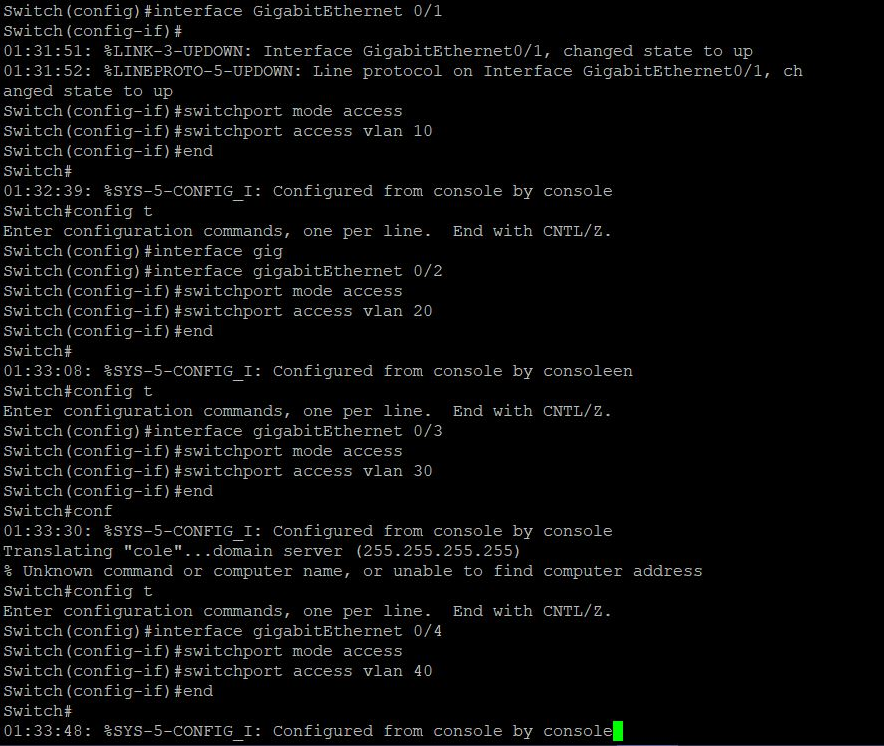 Switch(config)#interface GigabitEthernet 0/1
Switch(config-if)#
01:31:51: %LINK-3-UPDOWN: Interface GigabitEthernet0/1, changed state to up
01:31:52: %LINEPROTO-5-UPDOWN: Line protocol on Interface GigabitEthernet0/1, ch
anged state to up
Switch(config-if)#switchport mode access
Switch(config-if)#switchport access vlan 10
Switch(config-if)#end
Switch#
01:32:39: %SYS-5-CONFIG_I: Configured from console by console
Switch#config t
Enter configuration commands, one per line.  End with CNTL/Z.
Switch(config)#interface gig
Switch(config)#interface gigabitEthernet 0/2
Switch(config-if)#switchport mode access
Switch(config-if)#switchport access vlan 20
Switch(config-if)#end
Switch#
01:33:08: %SYS-5-CONFIG_I: Configured from console by consoleen
Switch#config t
Enter configuration commands, one per line.  End with CNTL/Z.
Switch(config)#interface gigabitEthernet 0/3
Switch(config-if)#switchport mode access
Switch(config-if)#switchport access vlan 30
Switch(config-if)#end
Switch#conf
01:33:30: %SYS-5-CONFIG_I: Configured from console by console
Translating "cole"...domain server (255.255.255.255)
% Unknown command or computer name, or unable to find computer address
Switch#config t
Enter configuration commands, one per line.  End with CNTL/Z.
Switch(config)#interface gigabitEthernet 0/4
Switch(config-if)#switchport mode access
Switch(config-if)#switchport access vlan 40
Switch(config-if)#end
Switch#
01:33:48: %SYS-5-CONFIG_I: Configured from console by console